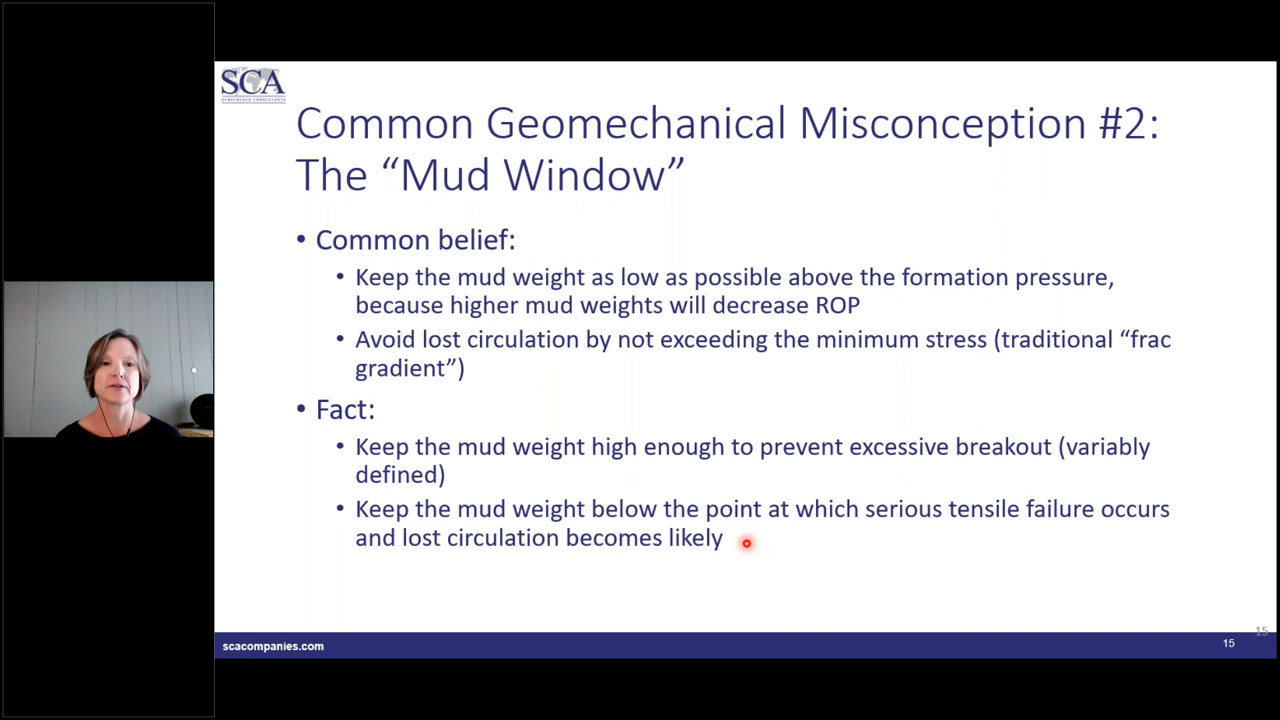 SCA
SUBSURFACE CONSULTANTS
Common Geomechanical Misconception #2:
The “Mud Window”
• Common belief:
• Keep the mud weight as low as possible above the formation pressure,
because higher mud weights will decrease ROP
• Avoid lost circulation by not exceeding the minimum stress (traditional “frac
gradient”)
• Fact:
• Keep the mud weight high enough to prevent excessive breakout (variably
defined)
• Keep the mud weight below the point at which serious tensile failure occurs
and lost circulation becomes likely
15
scacompanies.com
15